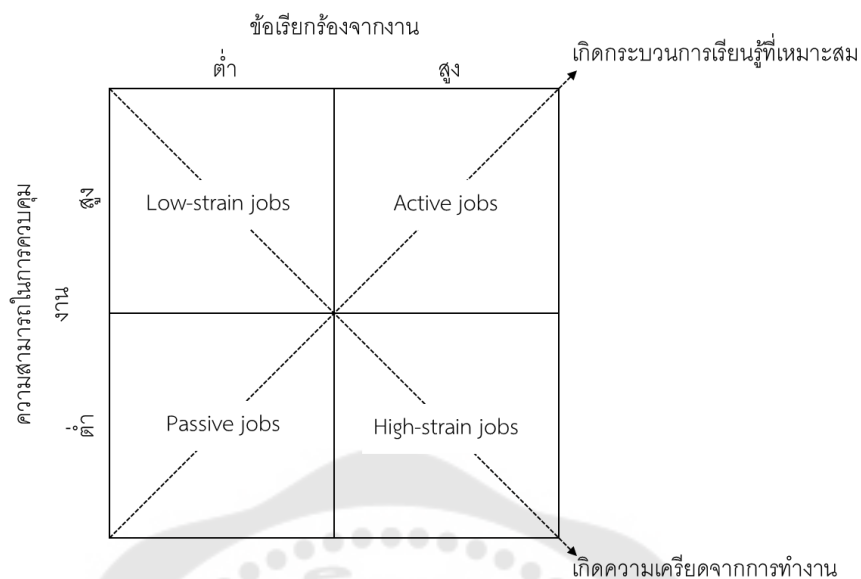 ข้อเรียกร้องจากงาน
ต่ำ สูง
เกิดกระบวนการเรียนรู้ที่เหมาะสม
ความสามารถในการควบคุม
งาน
สูง
ต่ำ
Low-strain jobs Active jobs
Passive jobs High-strain jobs
เกิดความเครียดจากการทำงาน